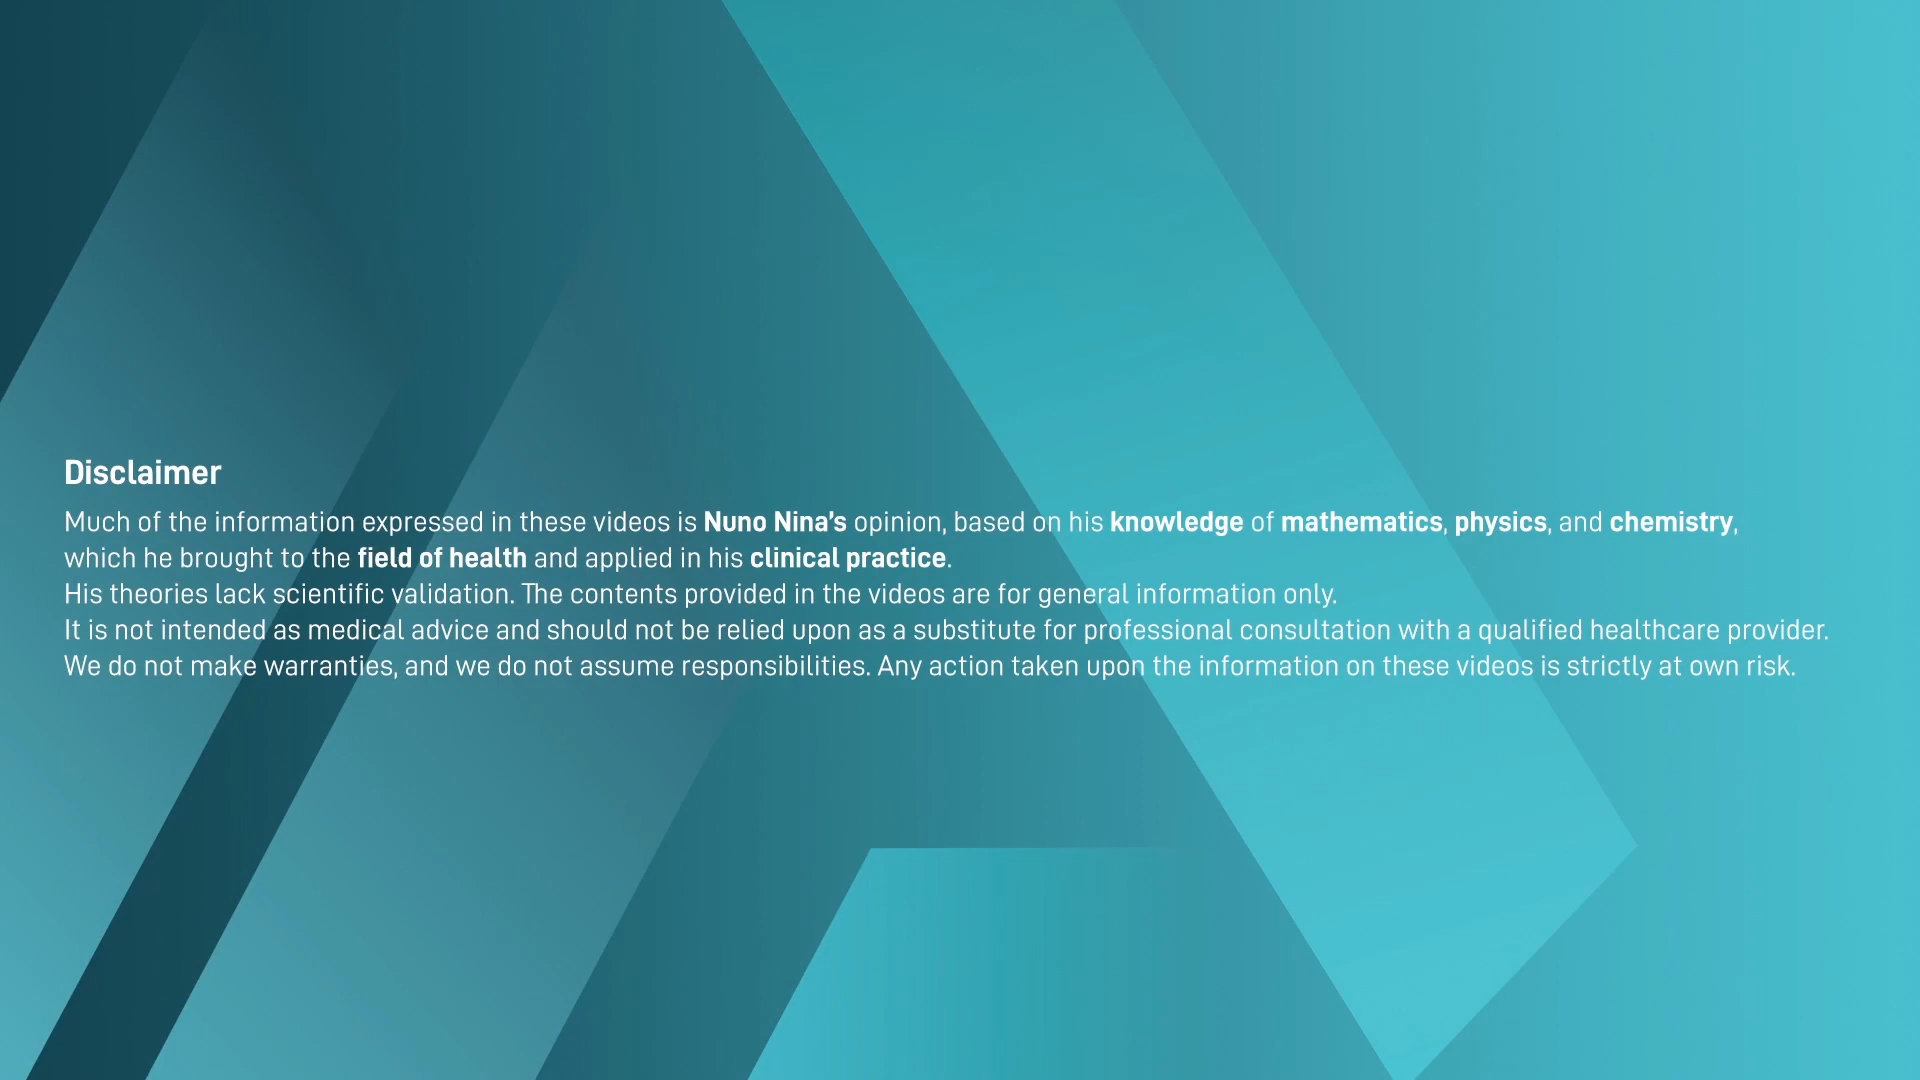 Disclaimer
Much of the information expressed in these videos is Nuno Nina's opinion, based on his knowledge of mathematics, physics, and chemistry,
which he brought to the field of health and applied in his clinical practice.
His theories lack scientific validation. The contents provided in the videos are for general information only.
It is not intended as medical advice and should not be relied upon as a substitute for professional consultation with a qualified healthcare provider.
We do not make warranties, and we do not assume responsibilities. Any action taken upon the information on these videos is strictly at own risk.